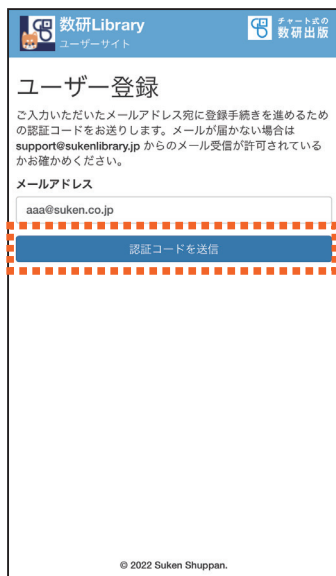 数研Library
ユーザーサイト
チャート式の
数研出版
ユーザー登録
ご入力いただいたメールアドレス宛に登録手続きを進めるため
の認証コードをお送りします。メールが届かない場合は
support@sukenlibrary.jp からのメール受信が許可されている
かお確かめください。
メールアドレス
aaa@suken.co.jp
認証コードを送信
© 2022 Suken Shuppan.